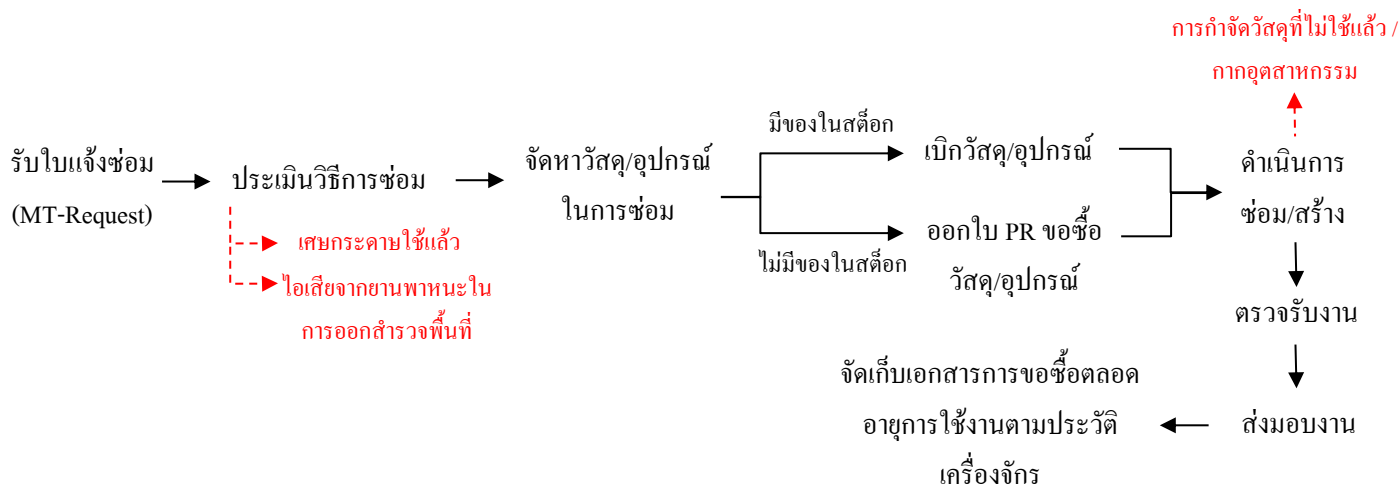 การกำจัดวัสดุที่ไม่ใช้แล้ว /
กากอุตสาหกรรม
รับใบแจ้งซ่อม
(MT-Request)
ประเมินวิธีการซ่อม
เศษกระดาษใช้แล้ว
ไอเสียจากยานพาหนะใน
การออกสำรวจพื้นที่
จัดหาวัสดุ/อุปกรณ์
ในการซ่อม
มีของในสต็อก
ไม่มีของในสต็อก
เบิกวัสดุ/อุปกรณ์
ออกใบ PR ขอซื้อ
วัสดุ/อุปกรณ์
ดำเนินการ
ซ่อม/สร้าง
ตรวจรับงาน
ส่งมอบงาน
จัดเก็บเอกสารการขอซื้อตลอด
อายุการใช้งานตามประวัติ
เครื่องจักร